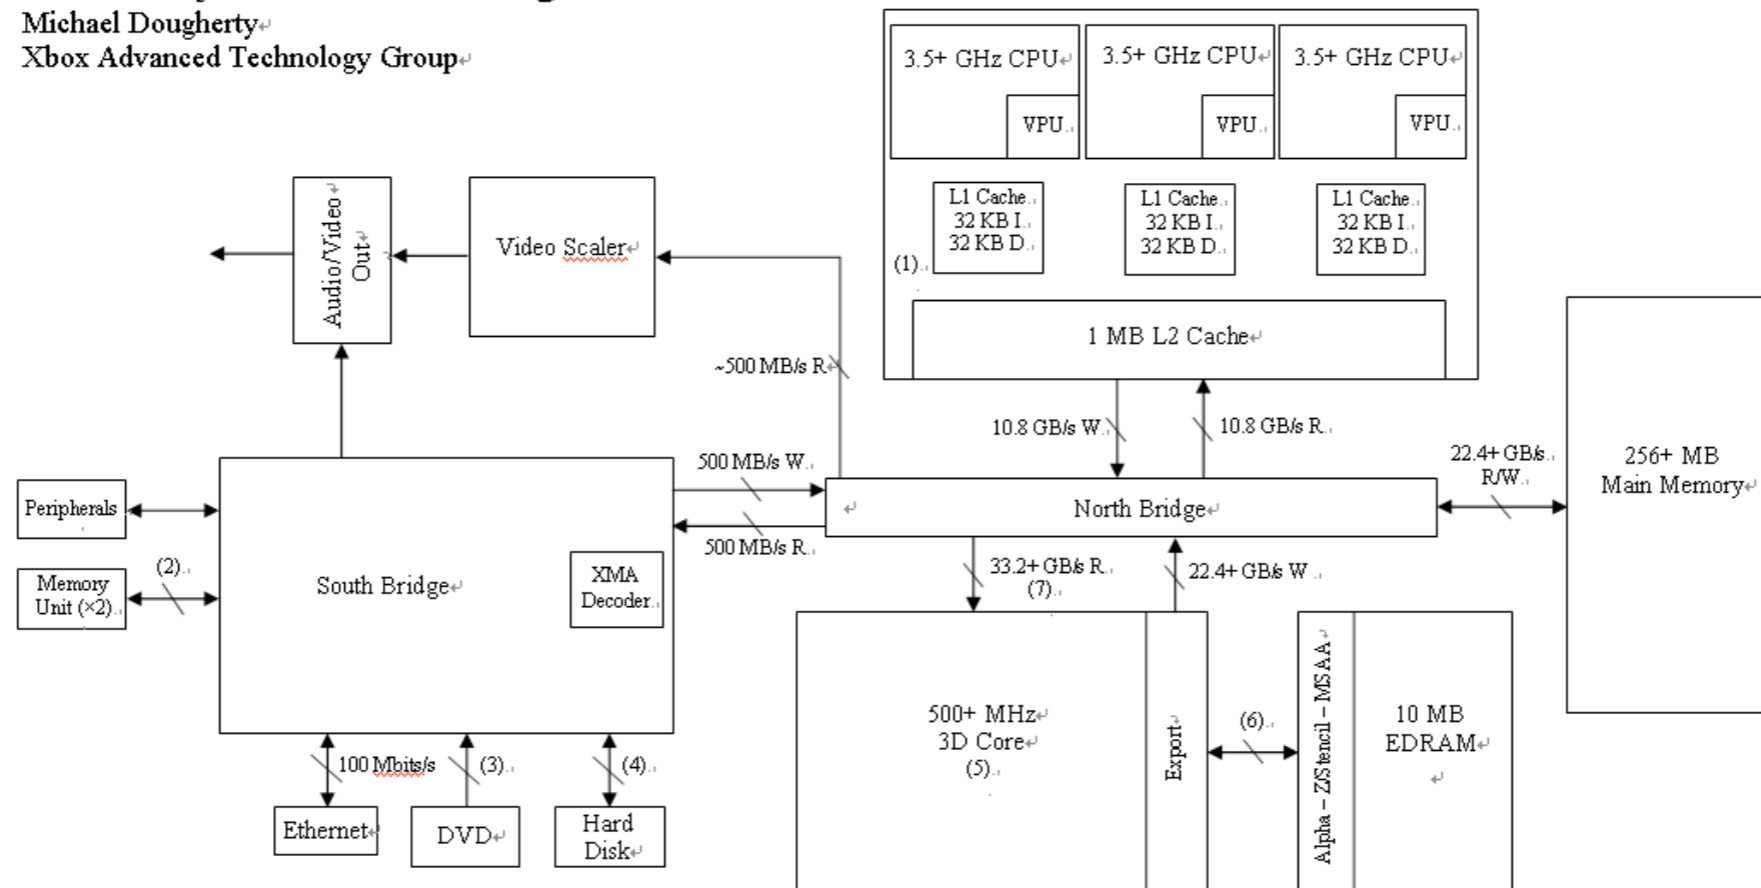 Michael Dougherty
Xbox Advanced Technology Group
3.5+ GHz CPU
VPU
3.5+ GHz CPU
VPU
3.5+ GHz CPU
VPU
L1 Cache
32 KB I
32 KB D
L1 Cache
32 KB I
32 KB D
L1 Cache
32 KB I
32 KB D
(1)
1 MB L2 Cache
Audio/Video
Out
Video Scaler
~500 MB/s R
10.8 GB/s W
10.8 GB/s R
22.4+ GB/s
R/W
256+ MB
Main Memory
500 MB/s W
500 MB/s R
North Bridge
Peripherals
Memory
Unit (×2)
(2)
South Bridge
XMA
Decoder
33.2+ GB/s R
(7)
22.4+ GB/s W
500+ MHz
3D Core
(5)
Export
(6)
Alpha – Z/Stencil – MSAA
10 MB
EDRAM
100 Mbits/s
(3)
(4)
Ethernet
DVD
Hard
Disk